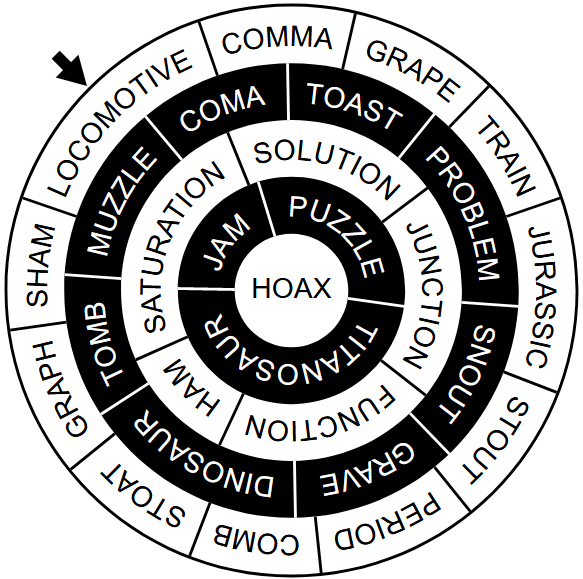 LOCOMOTIVE
COMMA
GRAPE
TRAIN
JURASSIC
STOUT
PERIOD
COMB
STOAT
GRAPH
SHAM
MUZZLE
COMA
TOAST
PROBLEM
SNOUT
GRAVE
DINOSAUR
TOMB
SATURATION
SOLUTION
JUNCTION
FUNCTION
HAM
JAM
PUZZLE
TITANOSAUR
HOAX